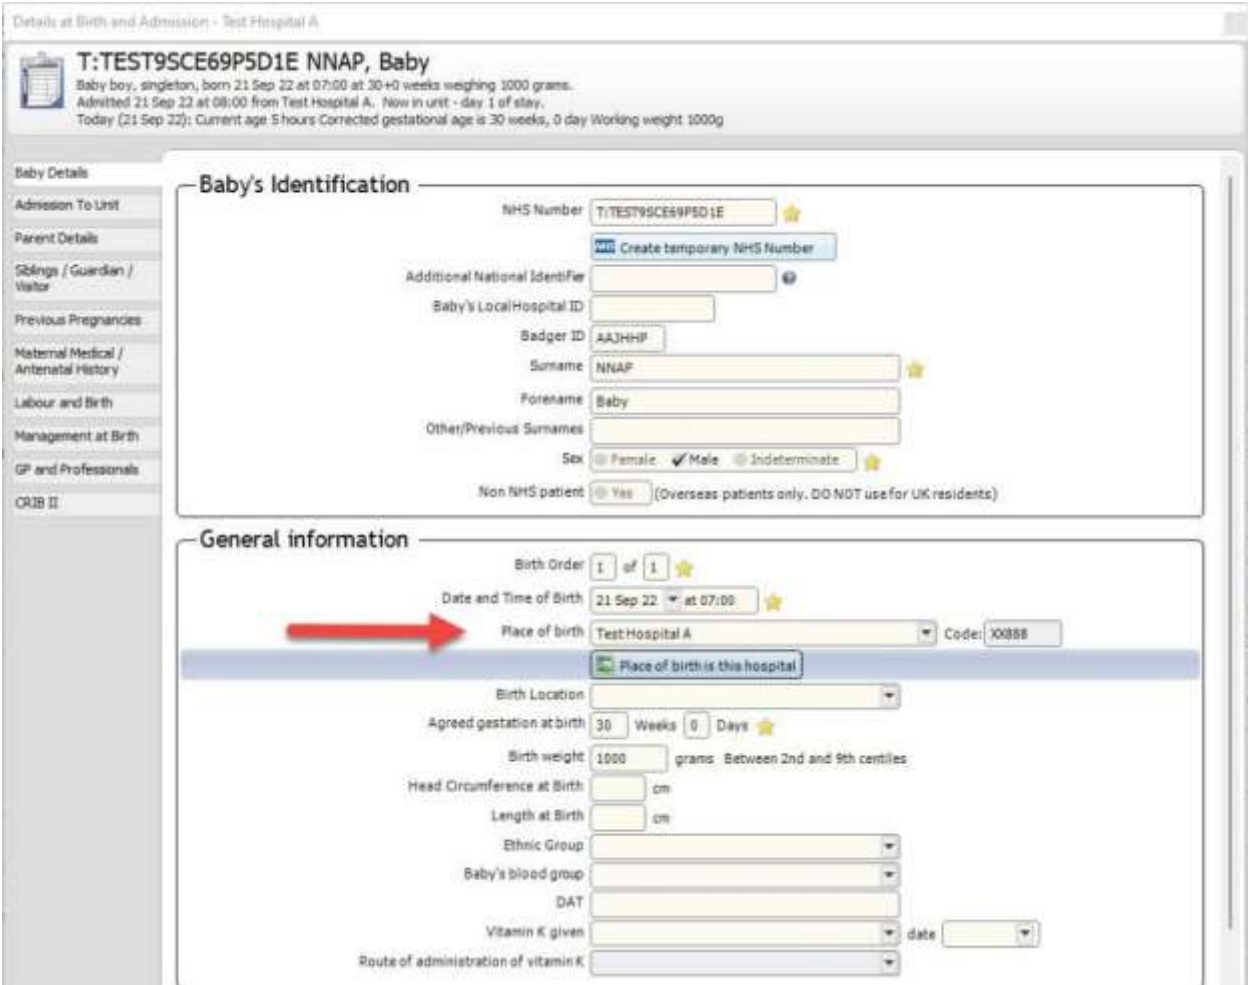 Details at Birth and Admission - Test Hospital A
T:TEST9SCE69P5D1E NNAP, Baby
Baby boy, singleton, born 21 Sep 22 at 07:00 at 30+0 weeks weighing 1000 grams.
Admitted 21 Sep 22 at 08:00 from Test Hospital A. Now in unit - day 1 of stay.
Today (21 Sep 22): Current age 5 hours Corrected gestational age is 30 weeks, 0 day Working weight 1000g
Baby Details
Admission To Unit
Parent Details
Siblings / Guardian /
Visitor
Previous Pregnancies
Maternal Medical /
Antenatal History
Labour and Birth
Management at Birth
GP and Professionals
CRIB II
Baby's Identification
NHS Number T:TEST9SCE69P5D1E
NHS Create temporary NHS Number
Additional National Identifier
Baby's Local Hospital ID
Badger ID AAJHHP
Surname NNAP
Forename Baby
Other/Previous Surnames
Sex Female Male Indeterminate
Non NHS patient Yes (Overseas patients only. DO NOT use for UK residents)
General information
Birth Order 1 of 1
Date and Time of Birth 21 Sep 22 at 07:00
Place of birth Test Hospital A Code: XX888
Place of birth is this hospital
Birth Location
Agreed gestation at birth 30 Weeks 0 Days
Birth weight 1000 grams Between 2nd and 9th centiles
Head Circumference at Birth cm
Length at Birth cm
Ethnic Group
Baby's blood group
DAT
Vitamin K given date
Route of administration of vitamin K